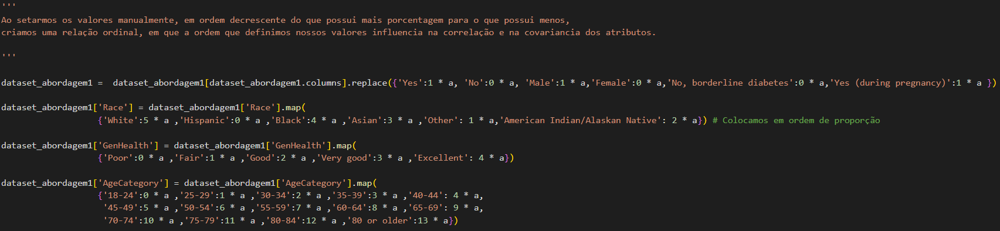 '''
Ao setarmos os valores manualmente, em ordem decrescente do que possui mais porcentagem para o que possui menos,
criamos uma relação ordinal, em que a ordem que definimos nossos valores influencia na correlação e na covariancia dos atributos.
'''
dataset_abordagem1 =  dataset_abordagem1[dataset_abordagem1.columns].replace({'Yes':1 * a, 'No':0 * a, 'Male':1 * a,'Female':0 * a,'No, borderline diabetes':0 * a,'Yes (during pregnancy)':1 * a })
dataset_abordagem1['Race'] = dataset_abordagem1['Race'].map(
{'White':5 * a ,'Hispanic':0 * a ,'Black':4 * a ,'Asian':3 * a ,'Other': 1 * a,'American Indian/Alaskan Native': 2 * a}) # Colocamos em ordem de proporção
dataset_abordagem1['GenHealth'] = dataset_abordagem1['GenHealth'].map(
{'Poor':0 * a ,'Fair':1 * a ,'Good':2 * a ,'Very good':3 * a ,'Excellent': 4 * a})
dataset_abordagem1['AgeCategory'] = dataset_abordagem1['AgeCategory'].map(
{'18-24':0 * a ,'25-29':1 * a ,'30-34':2 * a ,'35-39':3 * a ,'40-44': 4 * a,
'45-49':5 * a ,'50-54':6 * a ,'55-59':7 * a ,'60-64':8 * a ,'65-69': 9 * a,
'70-74':10 * a ,'75-79':11 * a ,'80-84':12 * a ,'80 or older':13 * a})